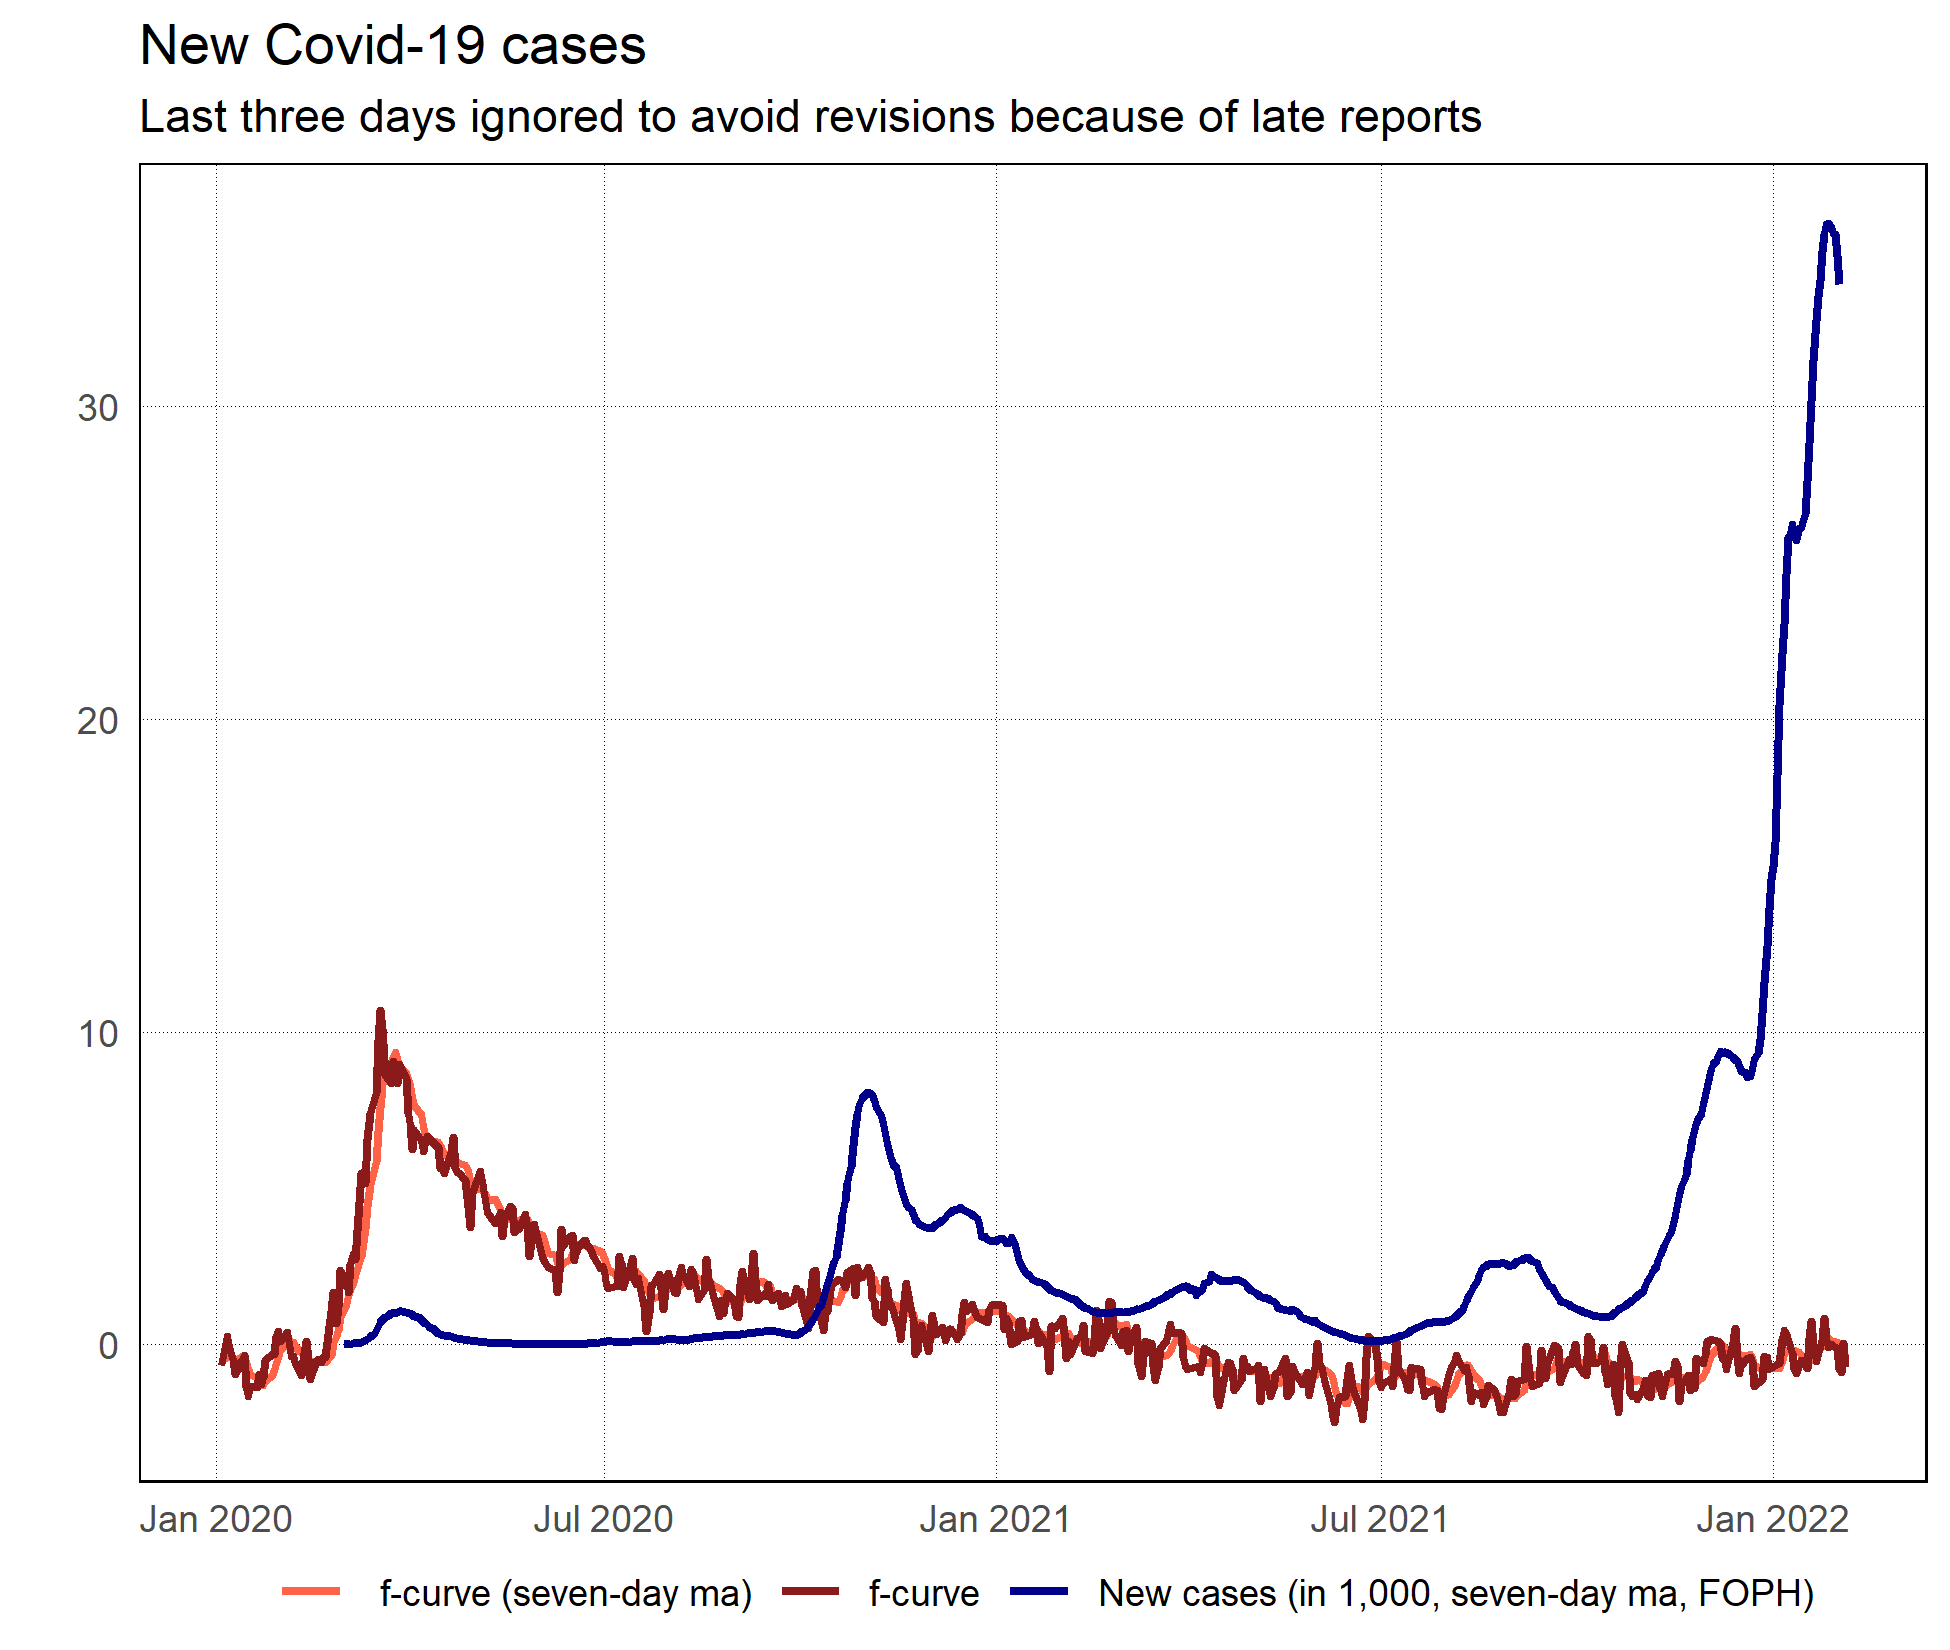 New Covid-19 cases
Last three days ignored to avoid revisions because of late reports
30
20
10
0
Jan 2020 Jul 2020 Jan 2021 Jul 2021 Jan 2022
f-curve (seven-day ma) f-curve New cases (in 1,000, seven-day ma, FOPH)